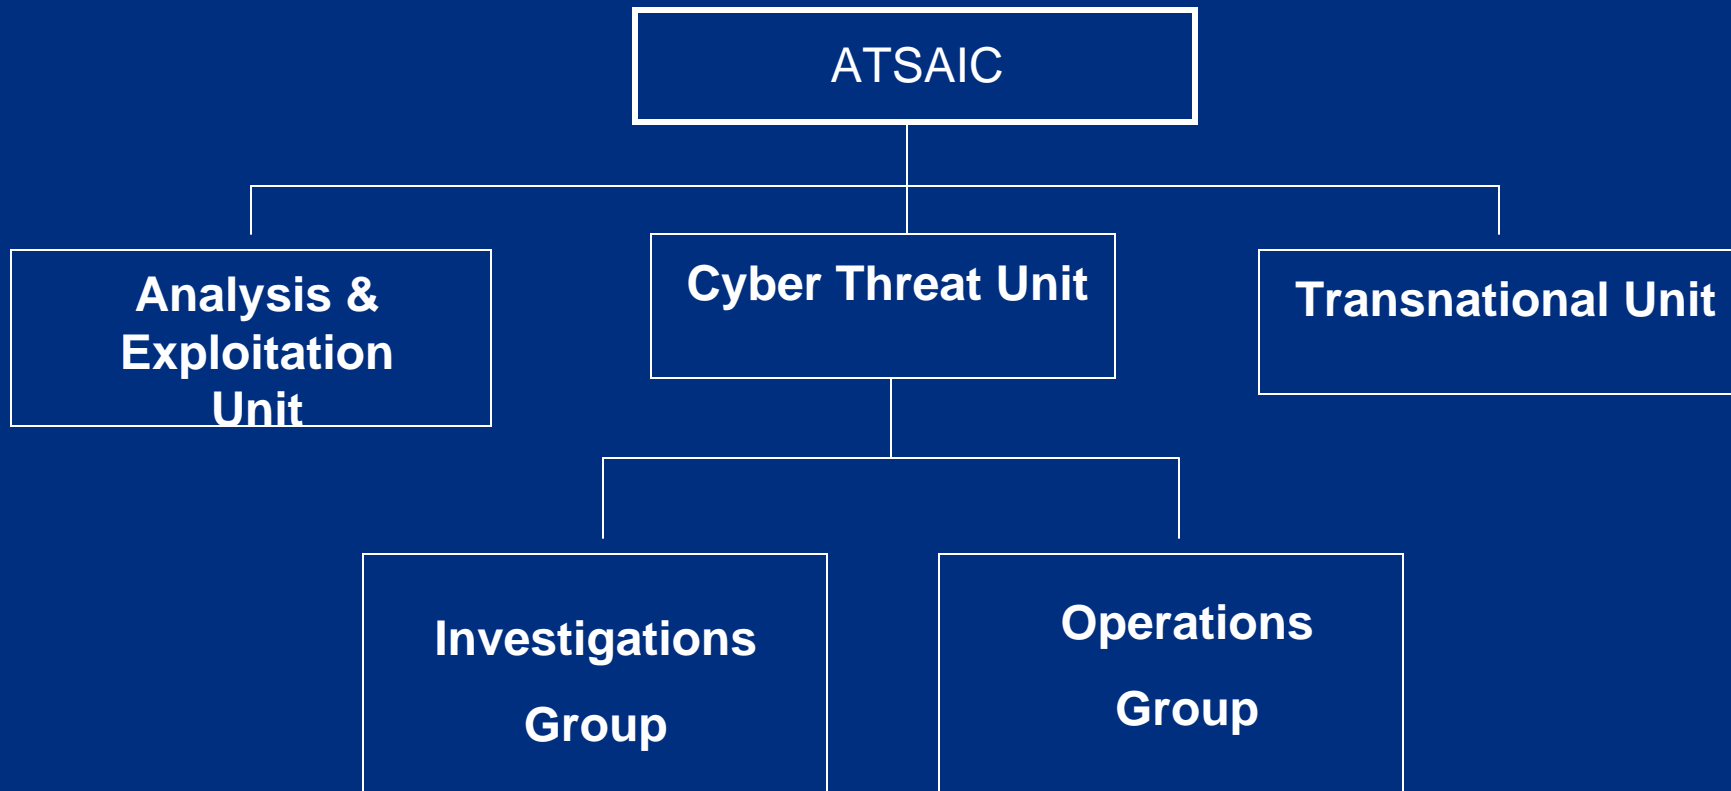 ATSAIC
Analysis &
Exploitation
Unit
Cyber Threat Unit
Transnational Unit
Investigations
Group
Operations
Group